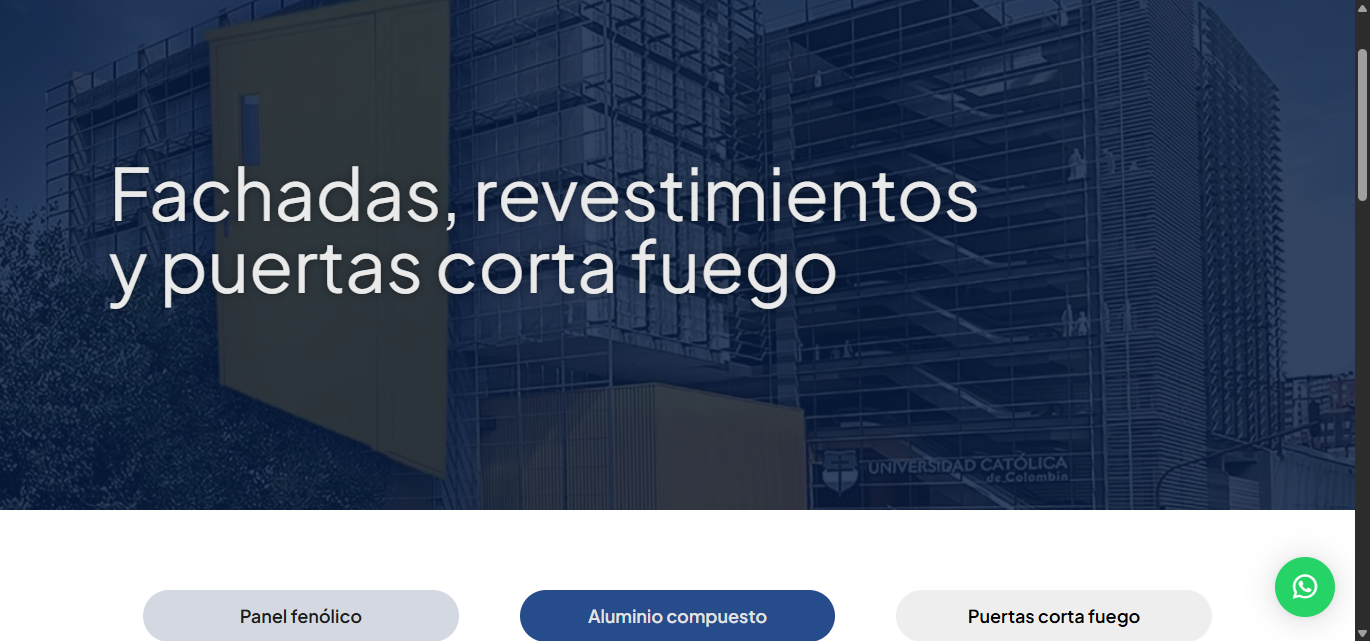 Fachadas, revestimientos
y puertas corta fuego
UNIVERSIDAD CATÓLICA
de Colombia
Panel fenólico
Aluminio compuesto
Puertas corta fuego